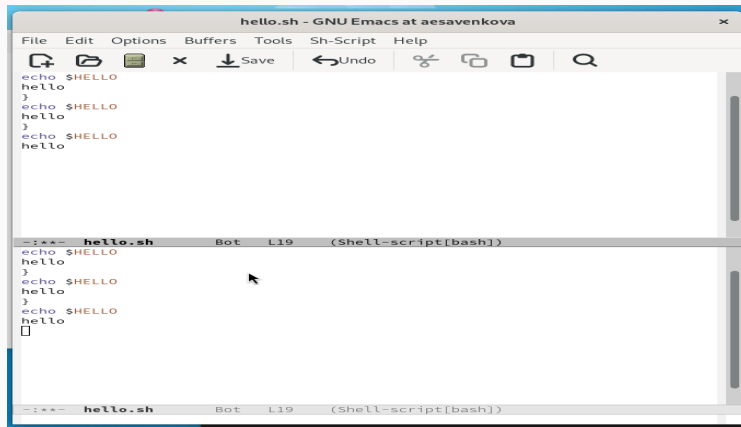 hello.sh - GNU Emacs at aesavenkova
File Edit Options Buffers Tools Sh-Script Help
Save Undo
echo $HELLO
hello
}
echo $HELLO
hello
}
echo $HELLO
hello
-:**- hello.sh Bot L19 (Shell-script[bash])
echo $HELLO
hello
}
echo $HELLO
hello
}
echo $HELLO
hello
-:**- hello.sh Bot L19 (Shell-script[bash])